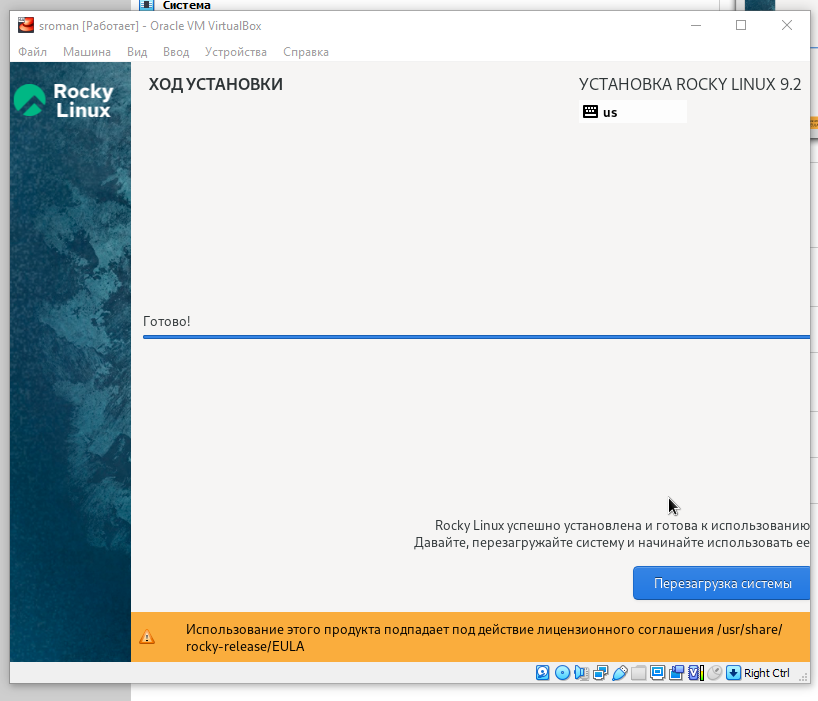 Система
sroman [Работает] - Oracle VM VirtualBox
Файл Машина Вид Ввод Устройства Справка
Rocky
Linux
ХОД УСТАНОВКИ
УСТАНОВКА ROCKY LINUX 9.2
us
Готово!
Rocky Linux успешно установлена и готова к использованию
Давайте, перезагружайте систему и начинайте использовать ее
Перезагрузка системы
Использование этого продукта подпадает под действие лицензионного соглашения /usr/share/
rocky-release/EULA
Right Ctrl